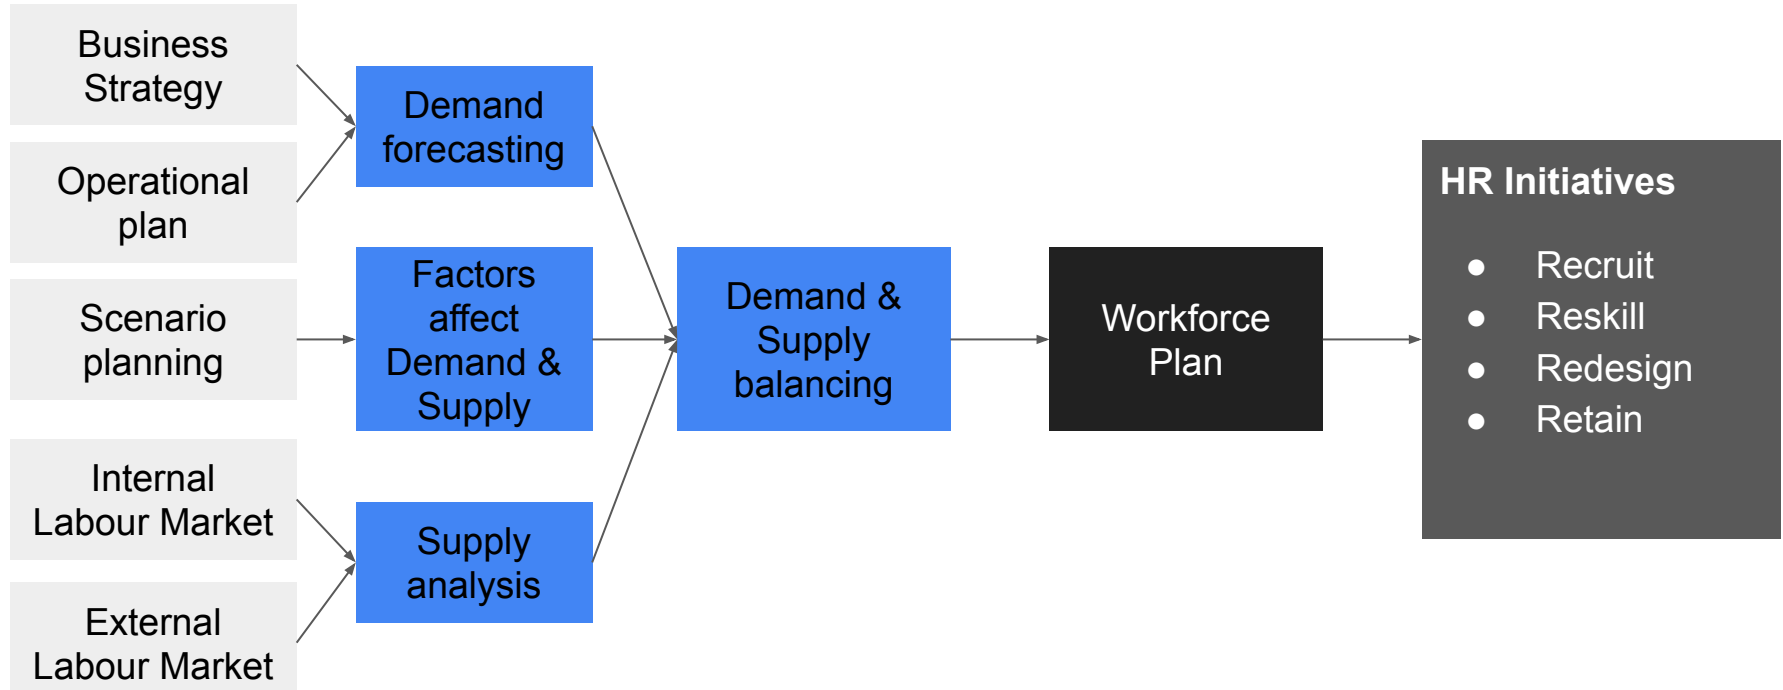 Business
Strategy
Operational
plan
Scenario
planning
Internal
Labour Market
External
Labour Market
Demand
forecasting
Factors
affect
Demand &
Supply
Supply
analysis
Demand &
Supply
balancing
Workforce
Plan
HR Initiatives
● Recruit
● Reskill
● Redesign
● Retain